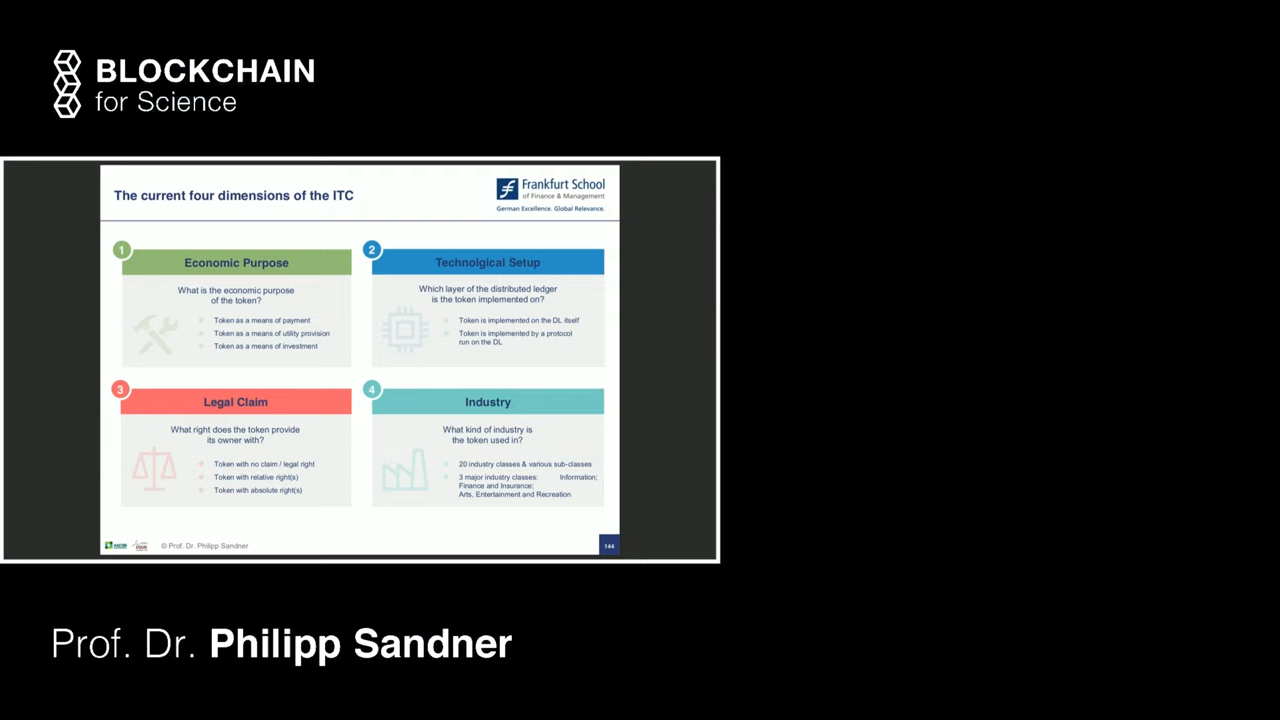 BLOCKCHAIN
for Science
The current four dimensions of the ITC
Frankfurt School
of Finance & Management
German Excellence. Global Relevance.
1
Economic Purpose
What is the economic purpose
of the token?
Token as a means of payment
Token as a means of utility provision
Token as a means of investment
2
Technolgical Setup
Which layer of the distributed ledger
is the token implemented on?
Token is implemented on the DL itself
Token is implemented by a protocol
run on the DL
3
Legal Claim
What right does the token provide
its owner with?
Token with no claim / legal right
Token with relative right(s)
Token with absolute right(s)
4
Industry
What kind of industry is
the token used in?
20 industry classes & various sub-classes
3 major industry classes: Information;
Finance and Insurance;
Arts, Entertainment and Recreation
© Prof. Dr. Philipp Sandner
144
Prof. Dr. Philipp Sandner